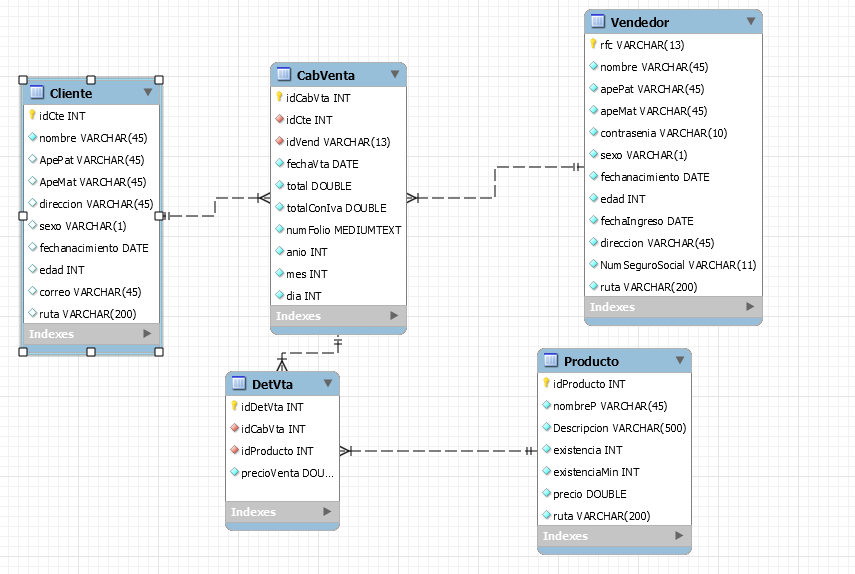 Cliente
idCte INT
nombre VARCHAR(45)
ApePat VARCHAR(45)
ApeMat VARCHAR(45)
direccion VARCHAR(45)
sexo VARCHAR(1)
fechanacimiento DATE
edad INT
correo VARCHAR(45)
ruta VARCHAR(200)
Indexes
CabVenta
idCabVta INT
idCte INT
idVend VARCHAR(13)
fechaVta DATE
total DOUBLE
totalConIva DOUBLE
numFolio MEDIUMTEXT
anio INT
mes INT
dia INT
Indexes
Vendedor
rfc VARCHAR(13)
nombre VARCHAR(45)
apePat VARCHAR(45)
apeMat VARCHAR(45)
contrasenia VARCHAR(10)
sexo VARCHAR(1)
fechanacimiento DATE
edad INT
fechaIngreso DATE
direccion VARCHAR(45)
NumSeguroSocial VARCHAR(11)
ruta VARCHAR(200)
Indexes
DetVta
idDetVta INT
idCabVta INT
idProducto INT
precioVenta DOU...
Indexes
Producto
idProducto INT
nombreP VARCHAR(45)
Descripcion VARCHAR(500)
existencia INT
existenciaMin INT
precio DOUBLE
ruta VARCHAR(200)
Indexes